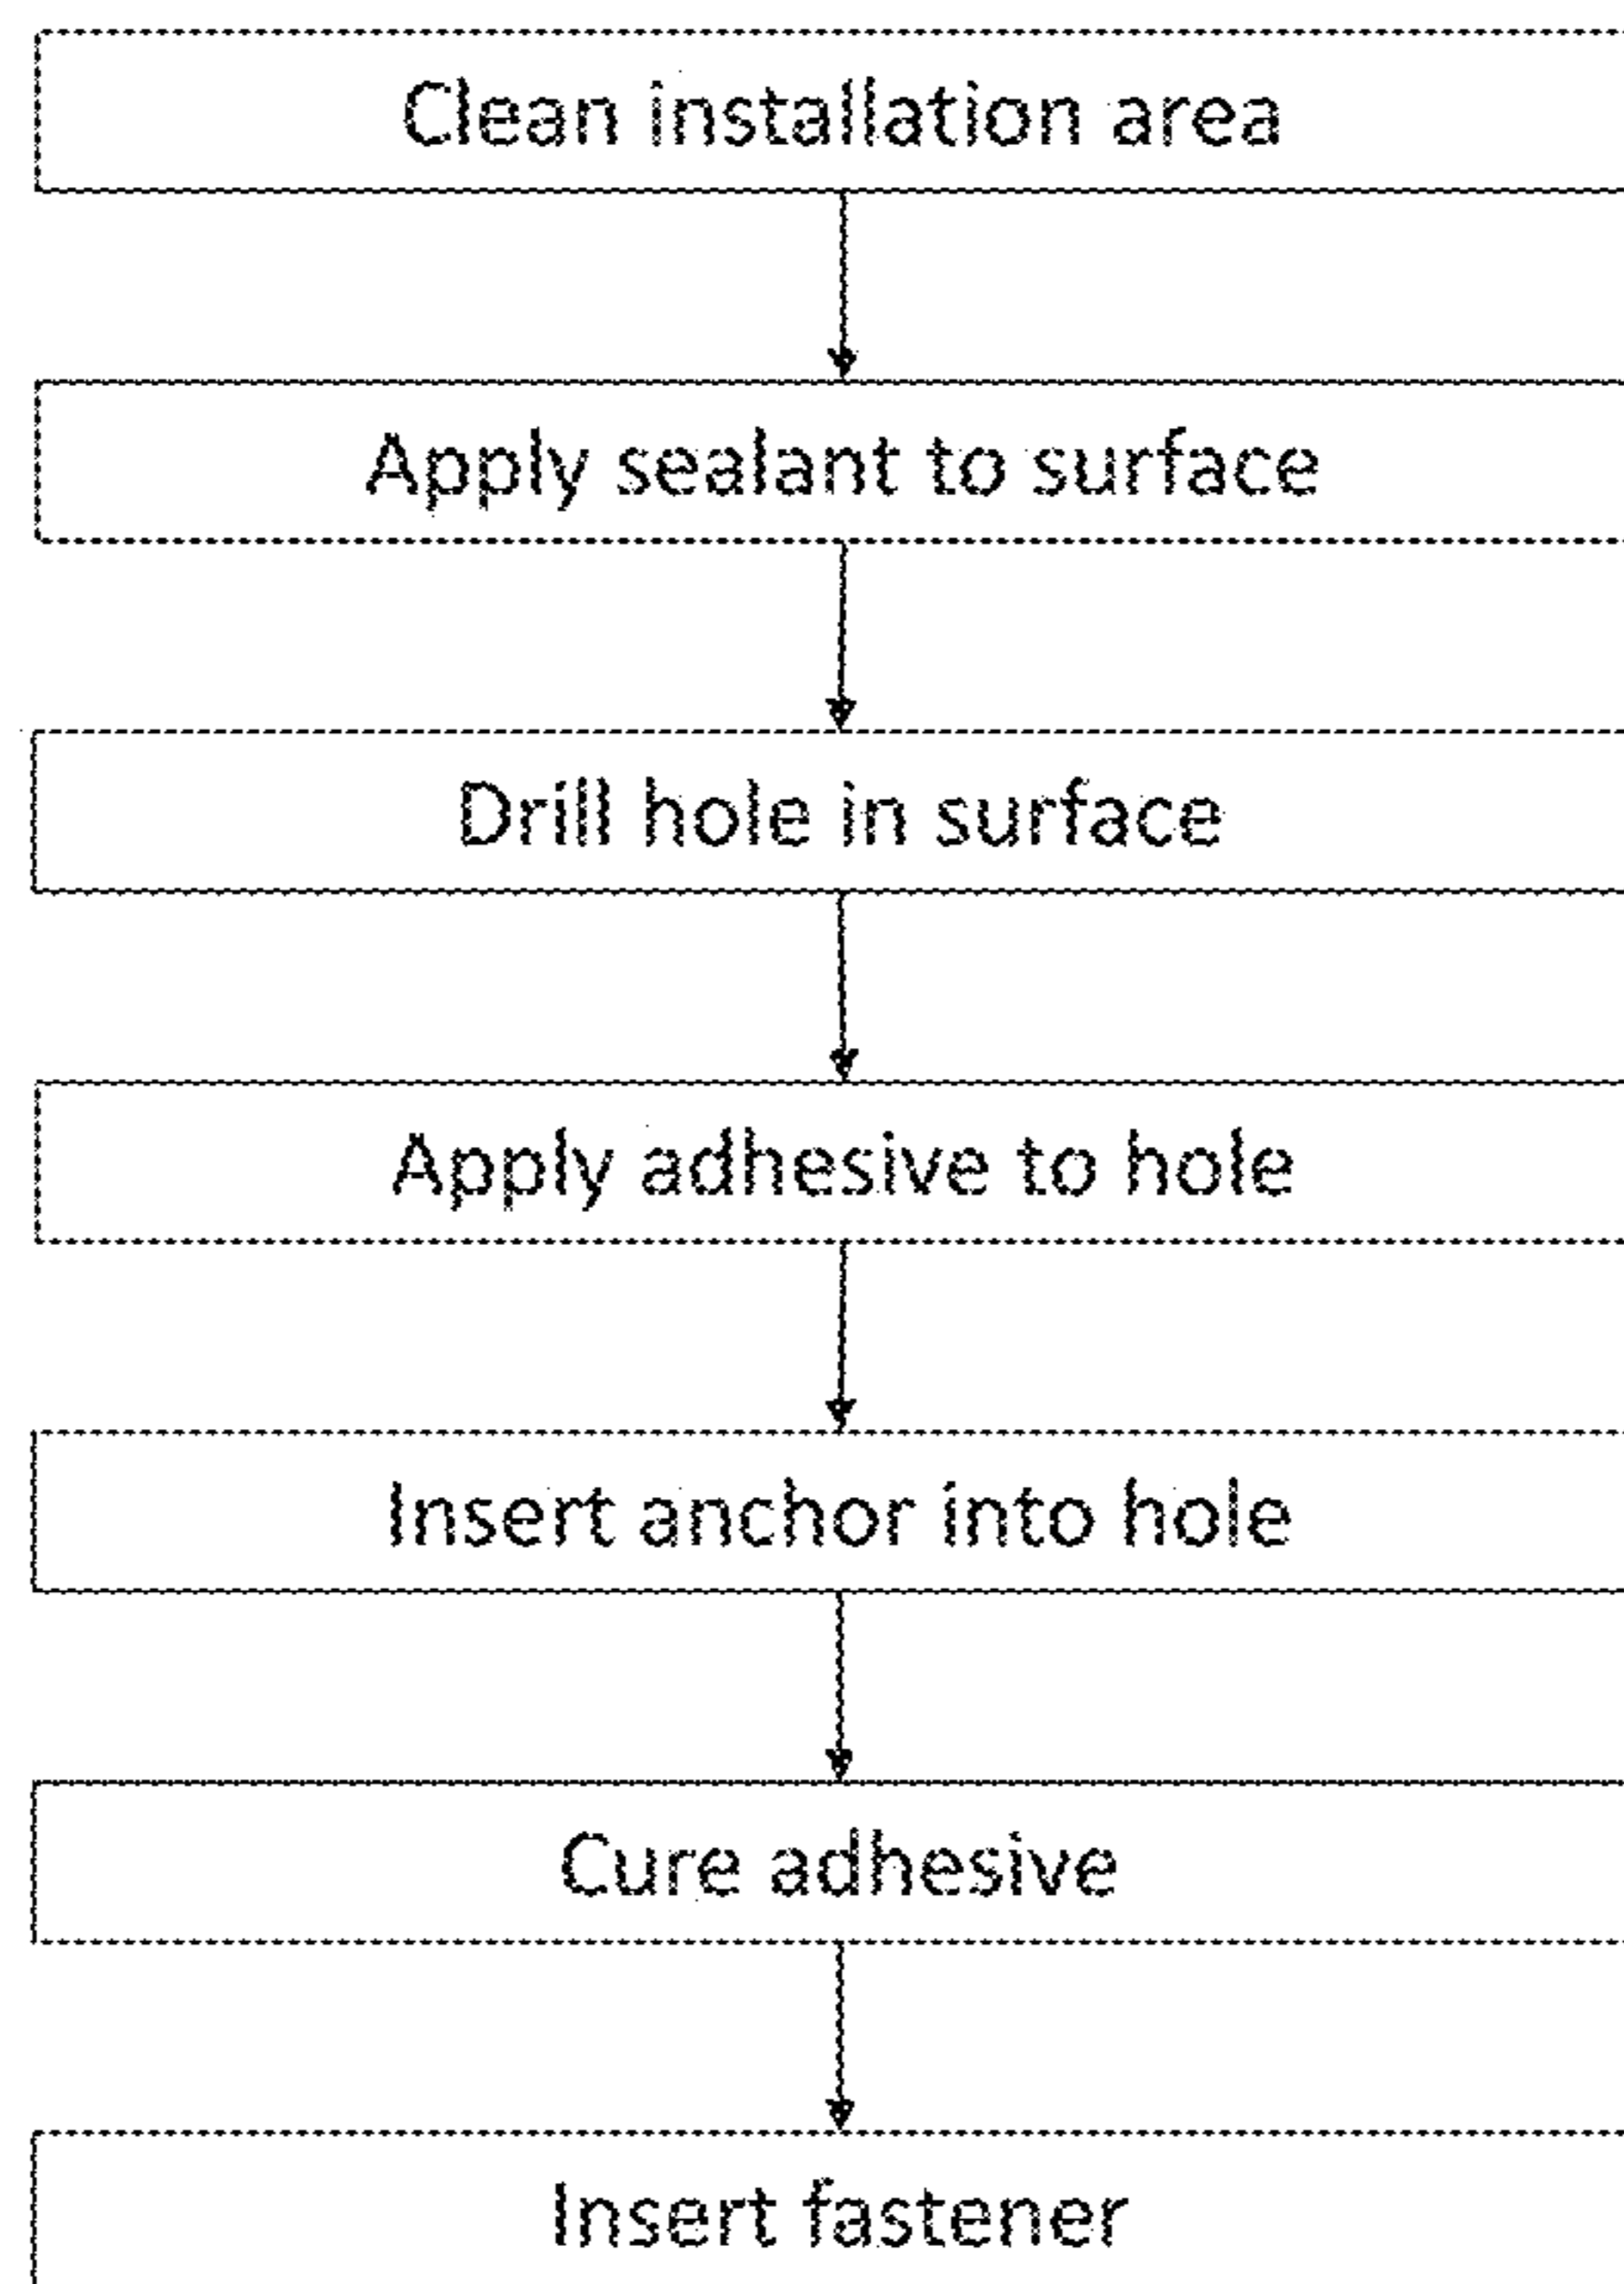 Clean installation area
Apply sealant to surface
Drill hole in surface
Apply adhesive to hole
Insert anchor into hole
Cure adhesive
Insert fastener